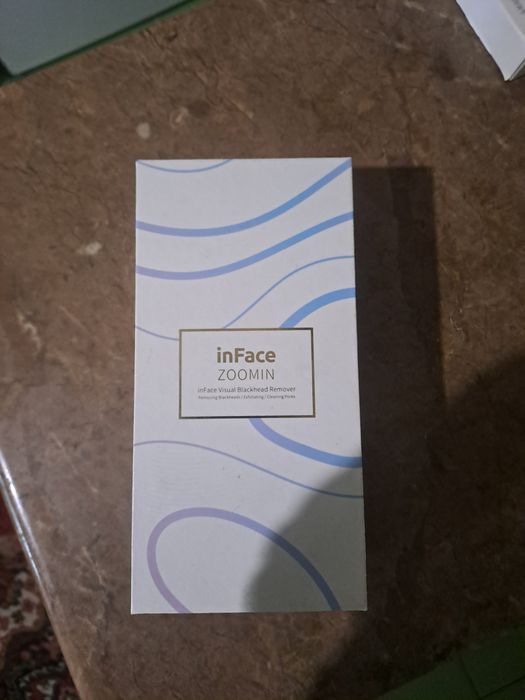 inFace
ZOOMIN
inFace Visual Blackhead Remover
Removing Blackheads / Exfoliating / Cleaning Pores